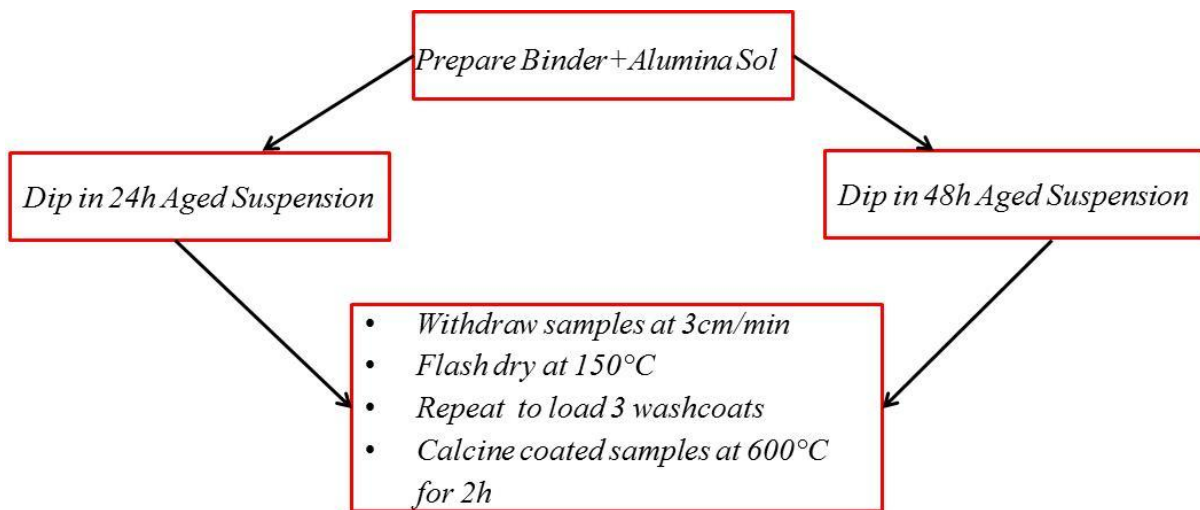 Prepare Binder+Alumina Sol
Dip in 24h Aged Suspension
Dip in 48h Aged Suspension
• Withdraw samples at 3cm/min
• Flash dry at 150°C
• Repeat to load 3 washcoats
• Calcine coated samples at 600°C
for 2h